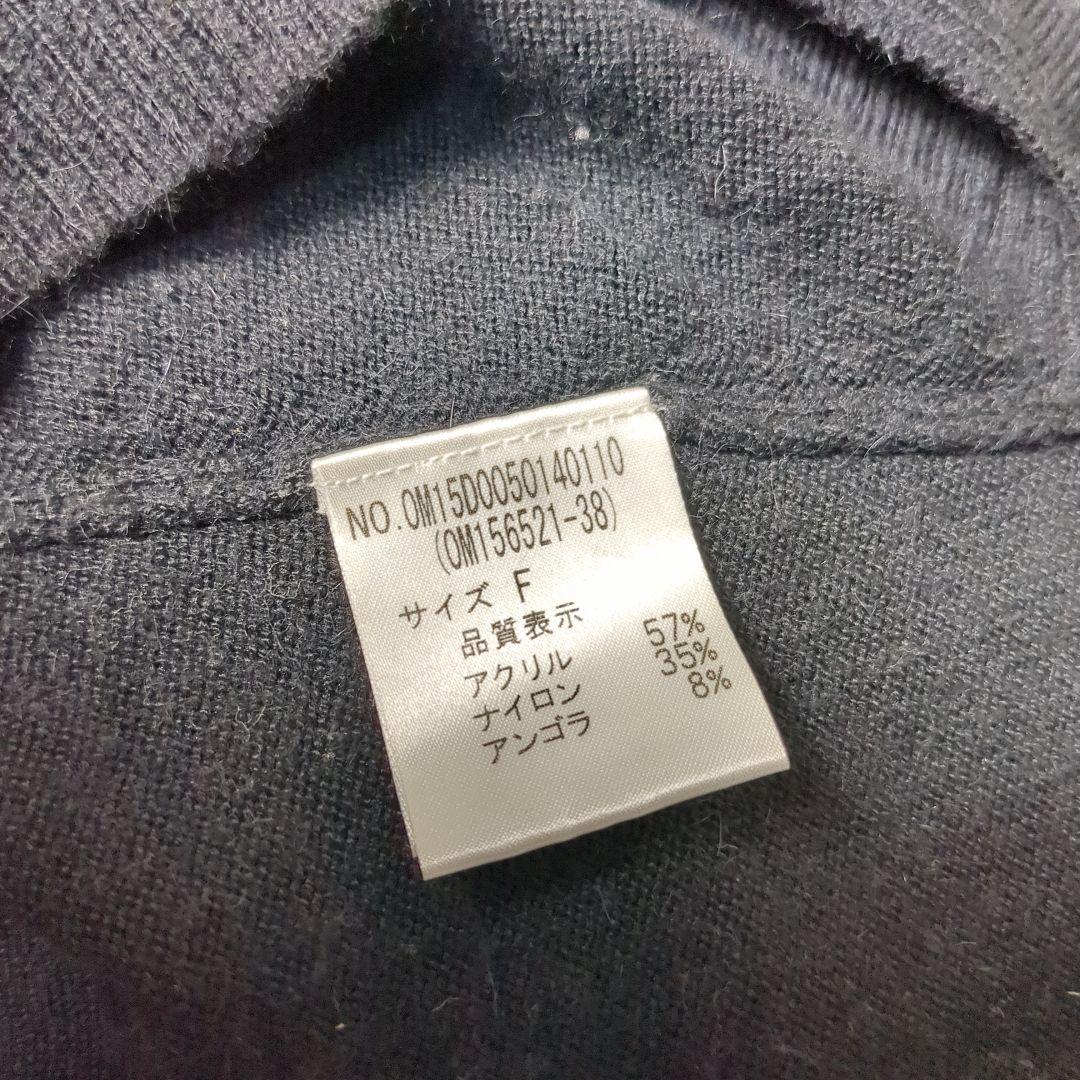 NO.OM15D0050140110
(OM156521-38)
サイズ F
品質表示
アクリル 57%
ナイロン 35%
アンゴラ 8%